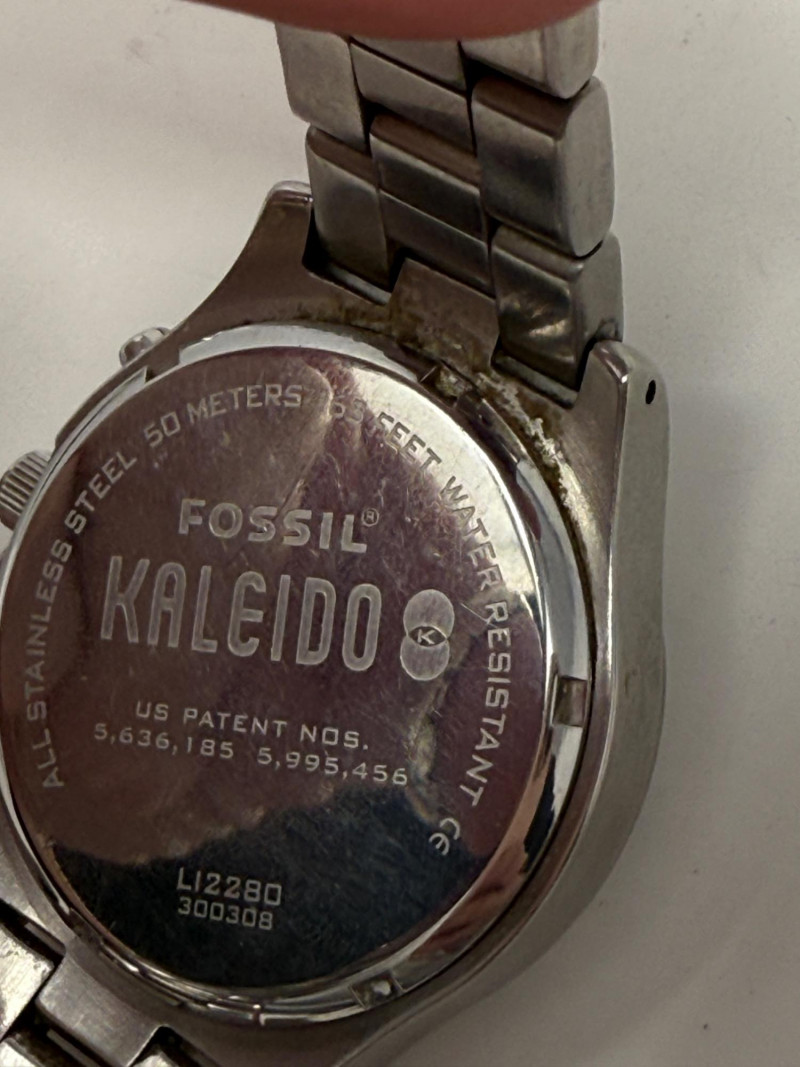 ALL STAINLESS STEEL 50 METERS 63 FEET WATER RESISTANT CE
FOSSIL®
KALEIDO K
US PATENT NOS.
5,636,185 5,995,456
LI2280
300308